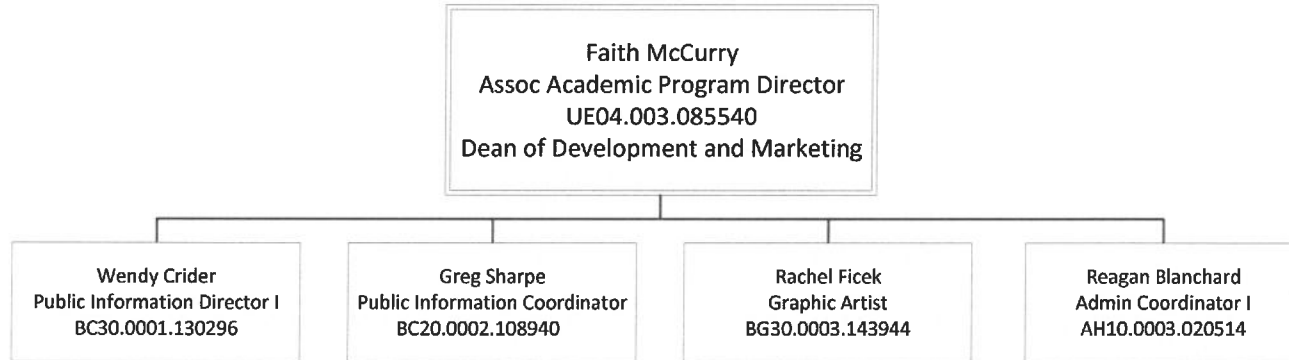 Faith McCurry
Assoc Academic Program Director
UE04.003.085540
Dean of Development and Marketing
Wendy Crider
Public Information Director I
BC30.0001.130296
Greg Sharpe
Public Information Coordinator
BC20.0002.108940
Rachel Ficek
Graphic Artist
BG30.0003.143944
Reagan Blanchard
Admin Coordinator I
AH10.0003.020514